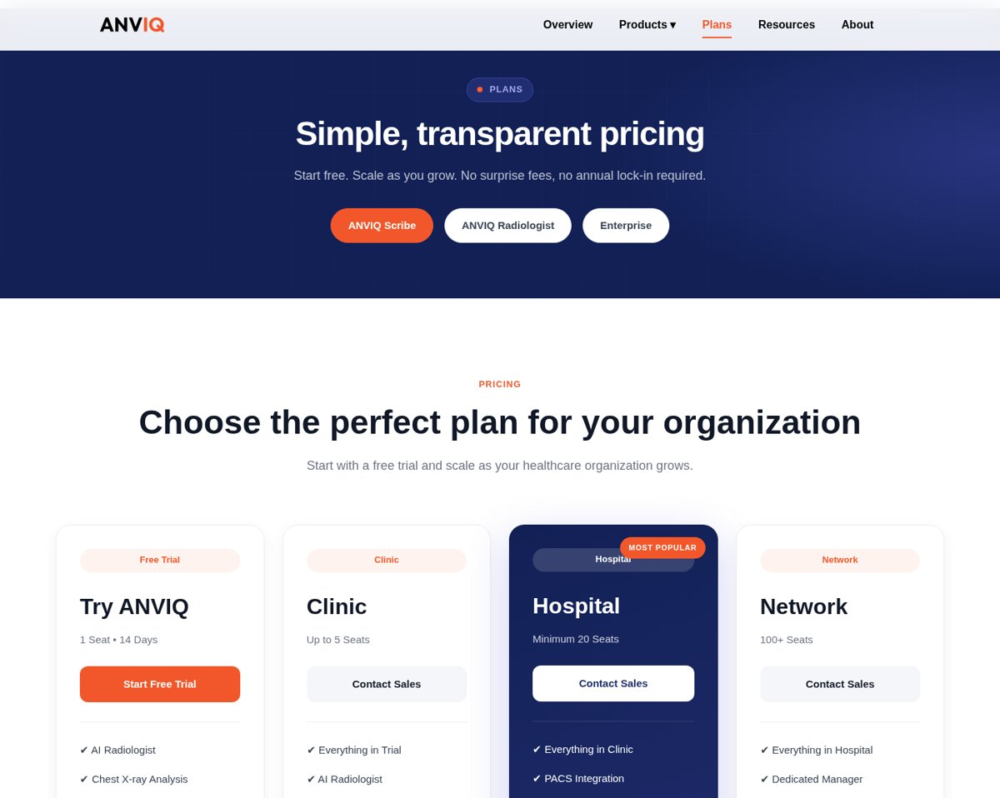 ANVIQ
Overview Products ▾ Plans Resources About
PLANS
Simple, transparent pricing
Start free. Scale as you grow. No surprise fees, no annual lock-in required.
ANVIQ Scribe ANVIQ Radiologist Enterprise
PRICING
Choose the perfect plan for your organization
Start with a free trial and scale as your healthcare organization grows.
Free Trial
Try ANVIQ
1 Seat • 14 Days
Start Free Trial
✔ AI Radiologist
✔ Chest X-ray Analysis
Clinic
Clinic
Up to 5 Seats
Contact Sales
✔ Everything in Trial
✔ AI Radiologist
MOST POPULAR
Hospital
Hospital
Minimum 20 Seats
Contact Sales
✔ Everything in Clinic
✔ PACS Integration
Network
Network
100+ Seats
Contact Sales
✔ Everything in Hospital
✔ Dedicated Manager